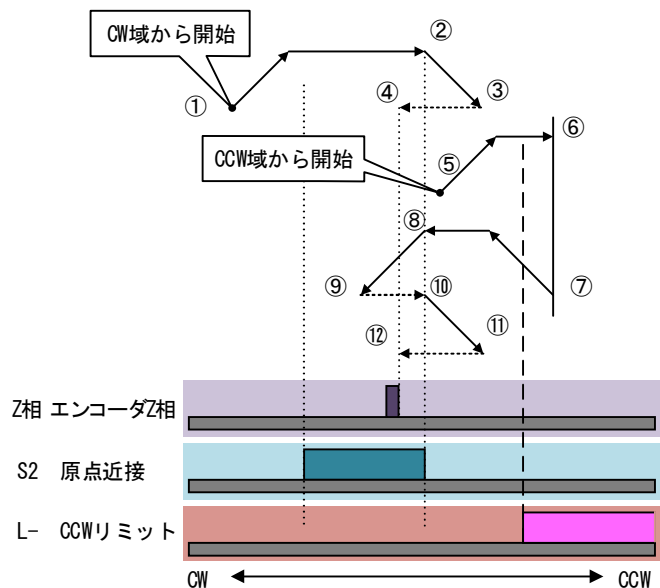 CW域から開始
②
①
④
③
⑥
CCW域から開始
⑤
⑧
⑨
⑩
⑦
⑫
⑪
Z相 エンコーダZ相
S2 原点近接
L- CCWリミット
CW
CCW